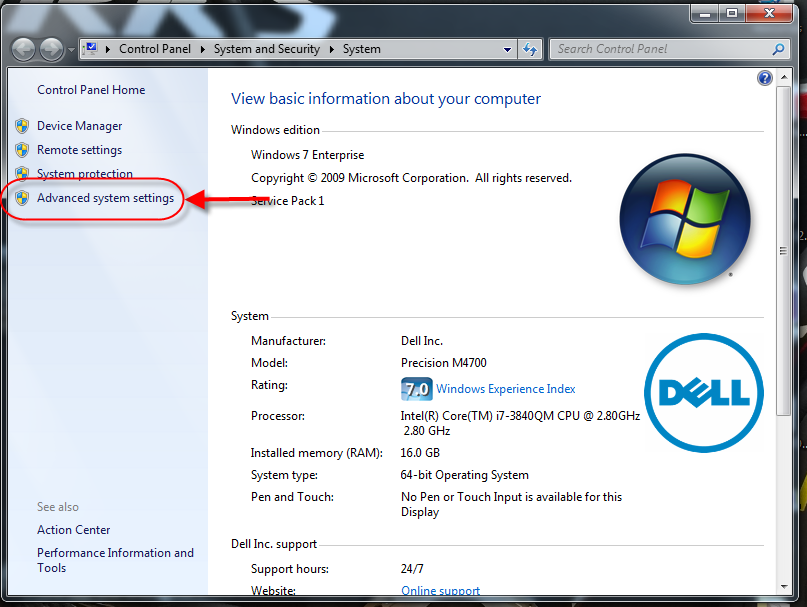 Control Panel
System and Security
System
Search Control Panel
Control Panel Home
Device Manager
Remote settings
System protection
Advanced system settings
See also
Action Center
Performance Information and
Tools
View basic information about your computer
Windows edition
Windows 7 Enterprise
Copyright © 2009 Microsoft Corporation. All rights reserved.
Service Pack 1
System
Manufacturer: Dell Inc.
Model: Precision M4700
Rating: 7.0 Windows Experience Index
Processor: Intel(R) Core(TM) i7-3840QM CPU @ 2.80GHz
2.80 GHz
Installed memory (RAM): 16.0 GB
System type: 64-bit Operating System
Pen and Touch: No Pen or Touch Input is available for this
Display
DELL
Dell Inc. support
Support hours: 24/7
Website: Online support